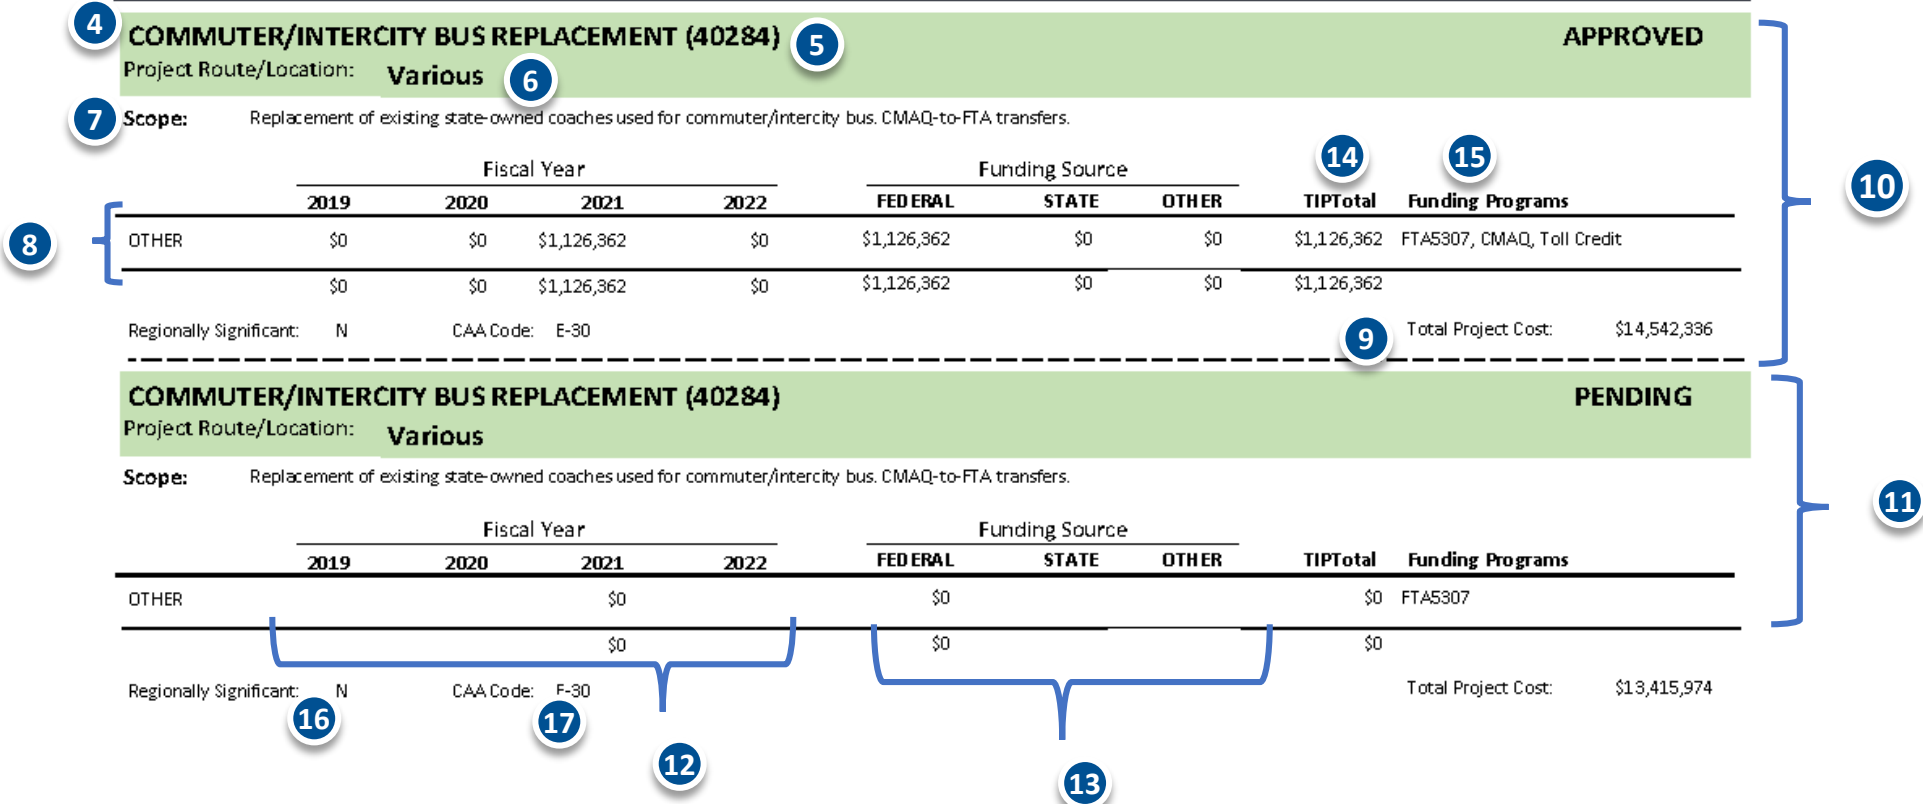 4 COMMUTER/INTERCITY BUS REPLACEMENT (40284) 5 APPROVED
Project Route/Location: Various 6
7 Scope: Replacement of existing state-owned coaches used for commuter/intercity bus. CMAQ-to-FTA transfers.
14 15
Fiscal Year Funding Source
10
2019 2020 2021 2022 FEDERAL STATE OTHER TIPTotal Funding Programs
8 OTHER $0 $0 $1,126,362 $0 $1,126,362 $0 $0 $1,126,362 FTA5307, CMAQ, Toll Credit
$0 $0 $1,126,362 $0 $1,126,362 $0 $0 $1,126,362
Regionally Significant: N CAA Code: E-30 9 Total Project Cost: $14,542,336
COMMUTER/INTERCITY BUS REPLACEMENT (40284) PENDING
Project Route/Location: Various
Scope: Replacement of existing state-owned coaches used for commuter/intercity bus. CMAQ-to-FTA transfers.
11
Fiscal Year Funding Source
2019 2020 2021 2022 FEDERAL STATE OTHER TIPTotal Funding Programs
OTHER $0 $0 $0 FTA5307
$0 $0 $0
Regionally Significant: N CAA Code: E-30 Total Project Cost: $13,415,974
16 17
12 13